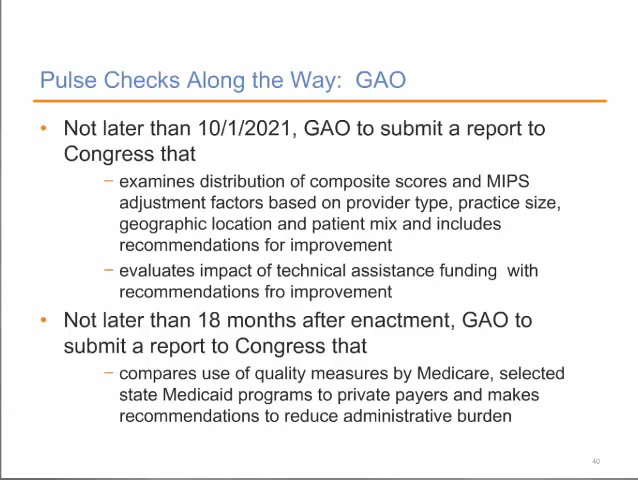 Pulse Checks Along the Way:  GAO
• Not later than 10/1/2021, GAO to submit a report to
Congress that
– examines distribution of composite scores and MIPS
adjustment factors based on provider type, practice size,
geographic location and patient mix and includes
recommendations for improvement
– evaluates impact of technical assistance funding  with
recommendations fro improvement
• Not later than 18 months after enactment, GAO to
submit a report to Congress that
– compares use of quality measures by Medicare, selected
state Medicaid programs to private payers and makes
recommendations to reduce administrative burden
40